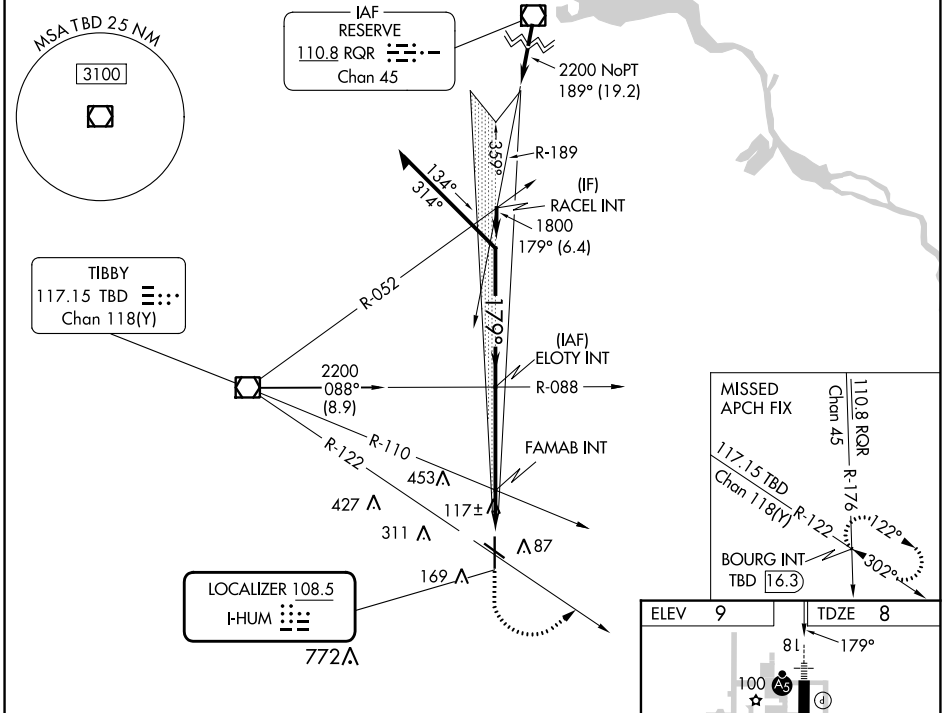 MSA TBD 25 NM
3100
IAF
RESERVE
110.8 RQR
Chan 45
2200 NoPT
189° (19.2)
359°
R-189
134°
314°
(IF)
RACEL INT
1800
179° (6.4)
TIBBY
117.15 TBD
Chan 118(Y)
R-052
179°
(IAF)
ELOTY INT
2200
088°
(8.9)
R-088
R-110
R-122
FAMAB INT
453
427
117±
311
87
169
LOCALIZER 108.5
I-HUM
772
MISSED
APCH FIX
110.8 RQR
Chan 45
R-176
117.15 TBD
Chan 118(Y)
R-122
122°
302°
BOURG INT
TBD 16.3
ELEV 9
TDZE 8
179°
18
100
A5
P